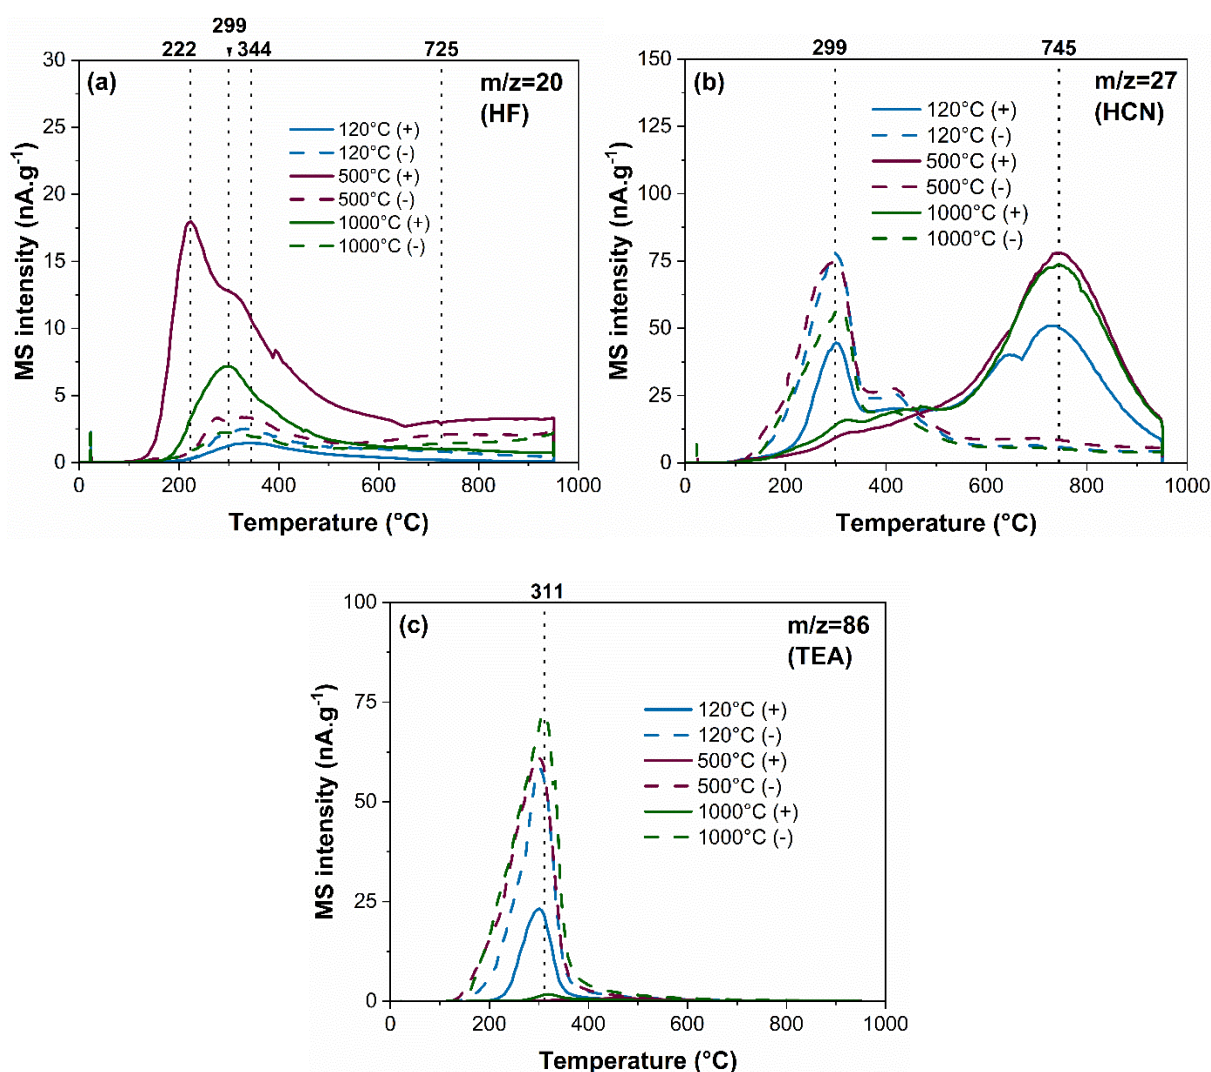 299
222 344 725
(a) m/z=20
(HF)
120°C (+)
120°C (-)
500°C (+)
500°C (-)
1000°C (+)
1000°C (-)
MS intensity (nA.g⁻¹)
30
25
20
15
10
5
0
0 200 400 600 800 1000
Temperature (°C)
299 745
(b) m/z=27
(HCN)
120°C (+)
120°C (-)
500°C (+)
500°C (-)
1000°C (+)
1000°C (-)
MS intensity (nA.g⁻¹)
150
125
100
75
50
25
0
0 200 400 600 800 1000
Temperature (°C)
311
(c) m/z=86
(TEA)
120°C (+)
120°C (-)
500°C (+)
500°C (-)
1000°C (+)
1000°C (-)
MS intensity (nA.g⁻¹)
100
75
50
25
0
0 200 400 600 800 1000
Temperature (°C)